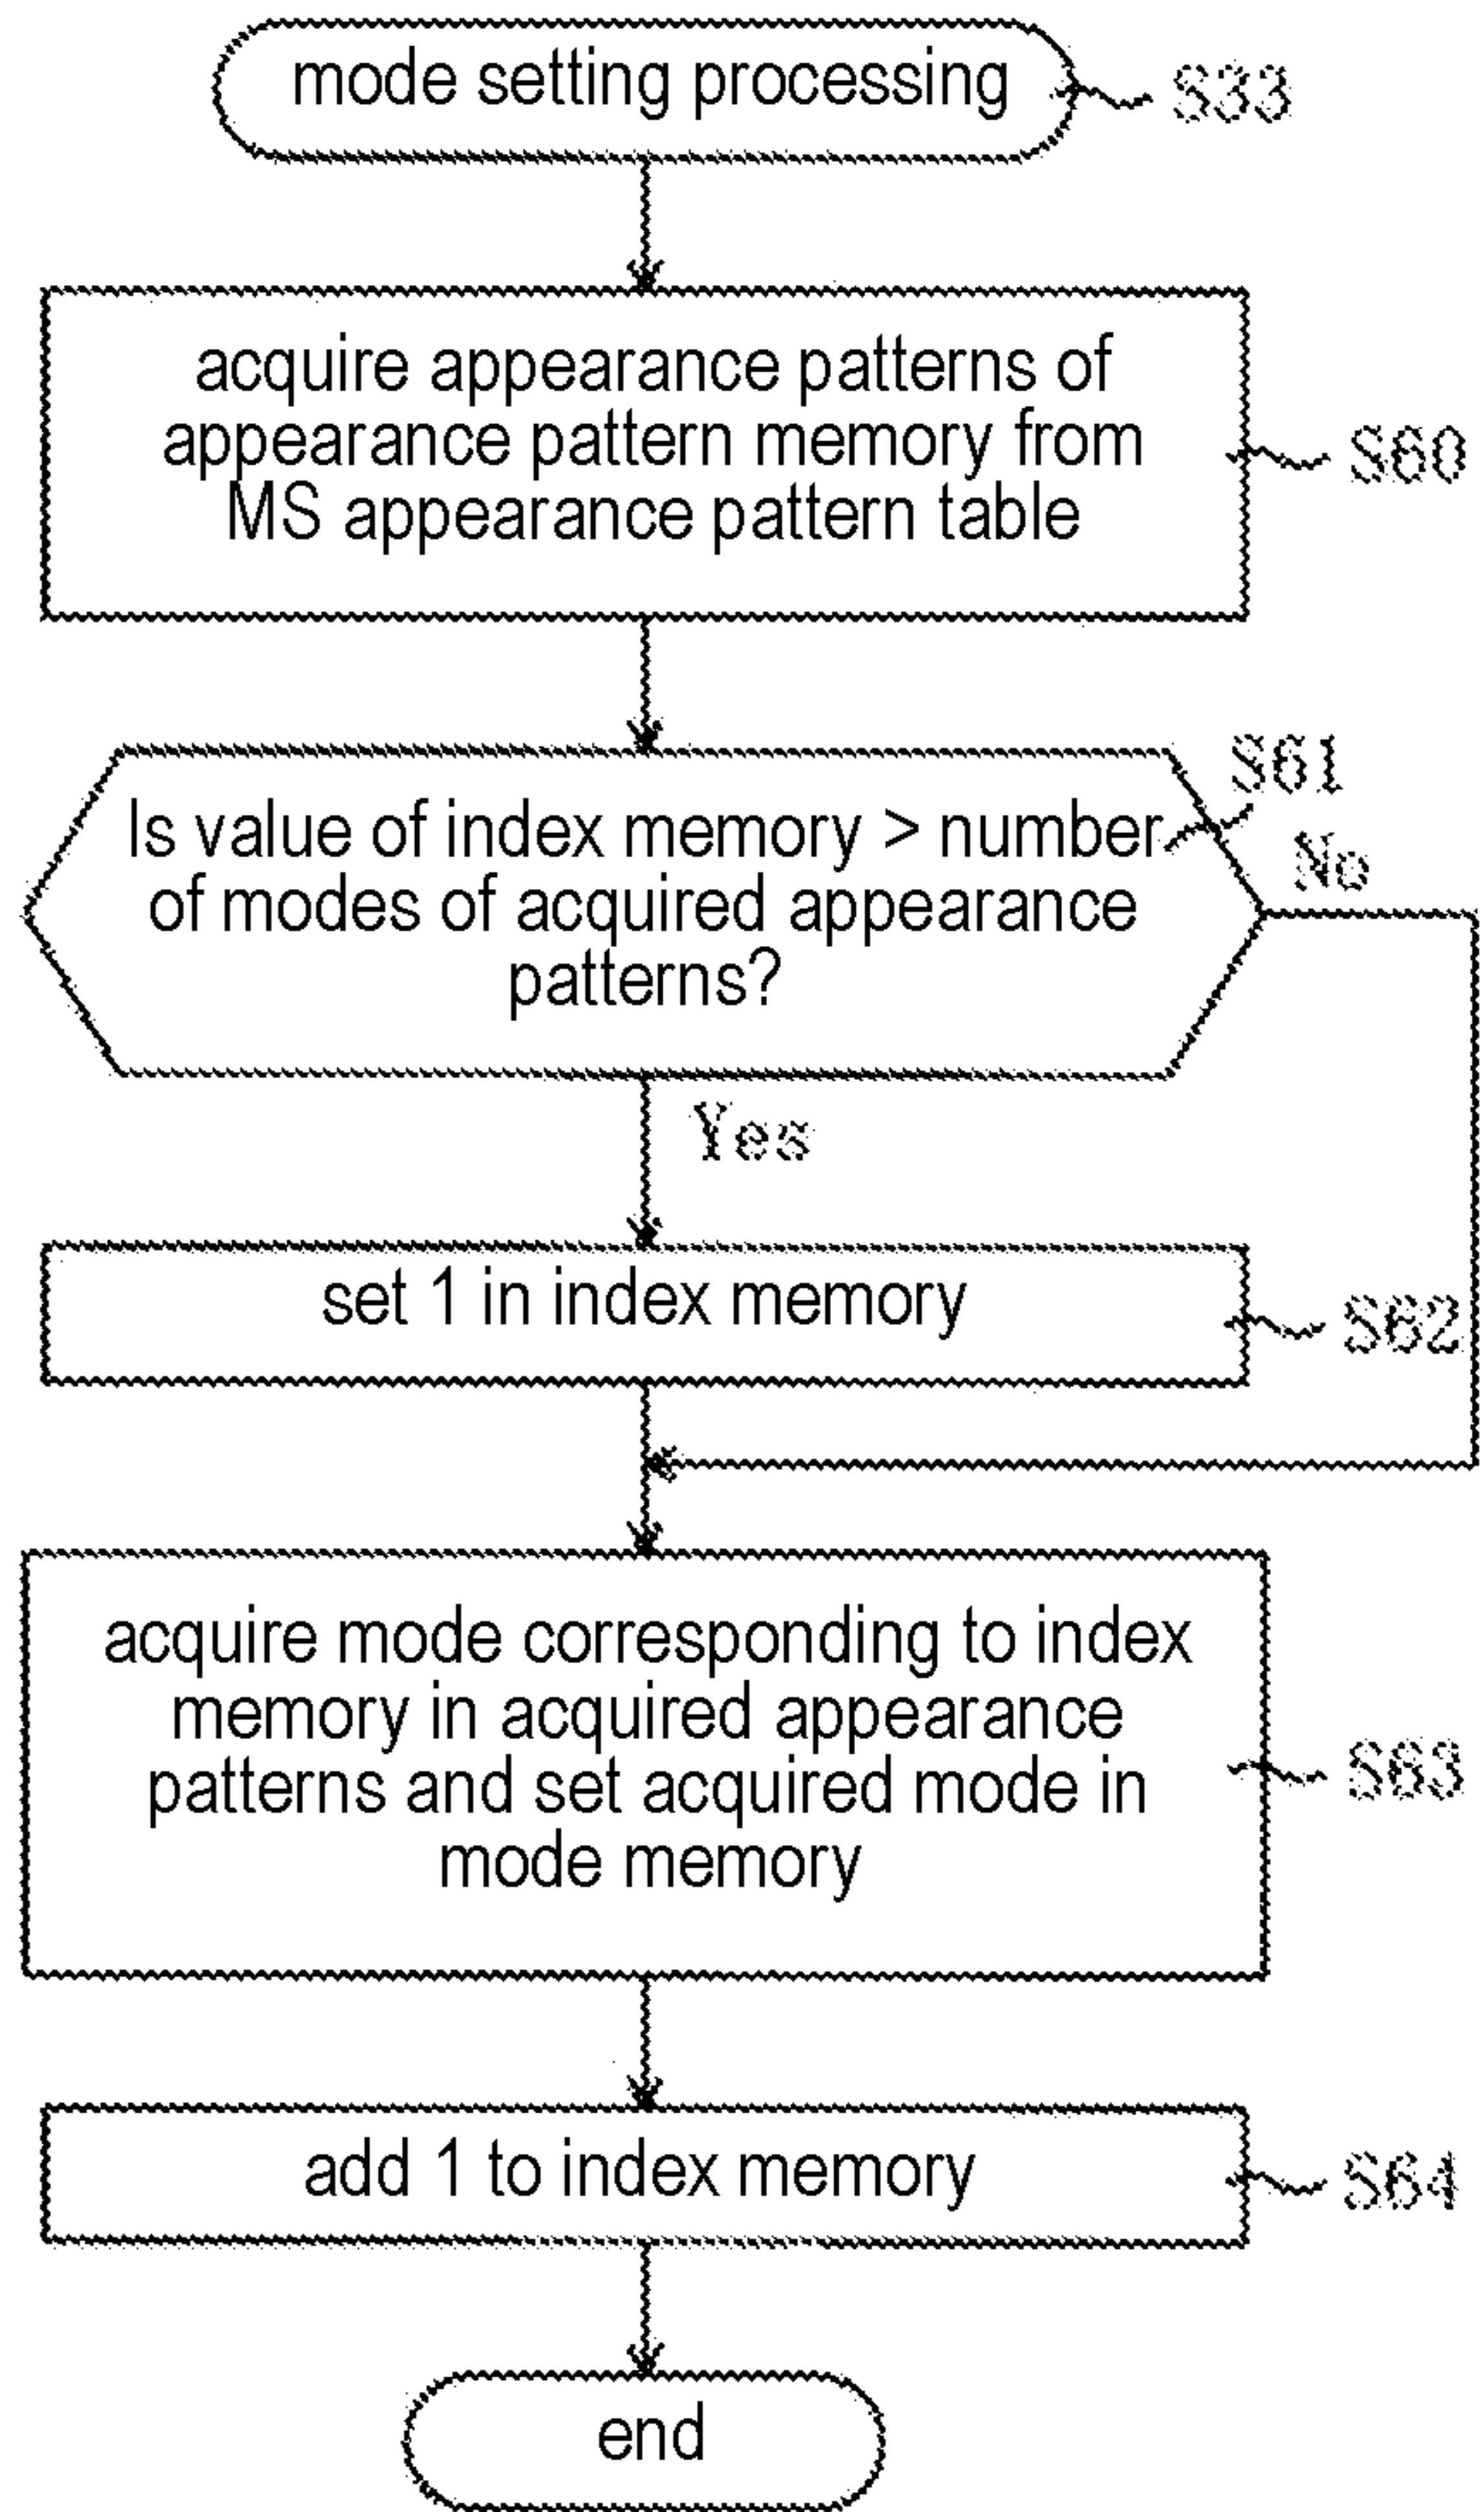 mode setting processing
S33
acquire appearance patterns of
appearance pattern memory from
MS appearance pattern table
S60
S61
Is value of index memory > number
of modes of acquired appearance
patterns?
No
Yes
set 1 in index memory
S62
acquire mode corresponding to index
memory in acquired appearance
patterns and set acquired mode in
mode memory
S63
add 1 to index memory
S64
end